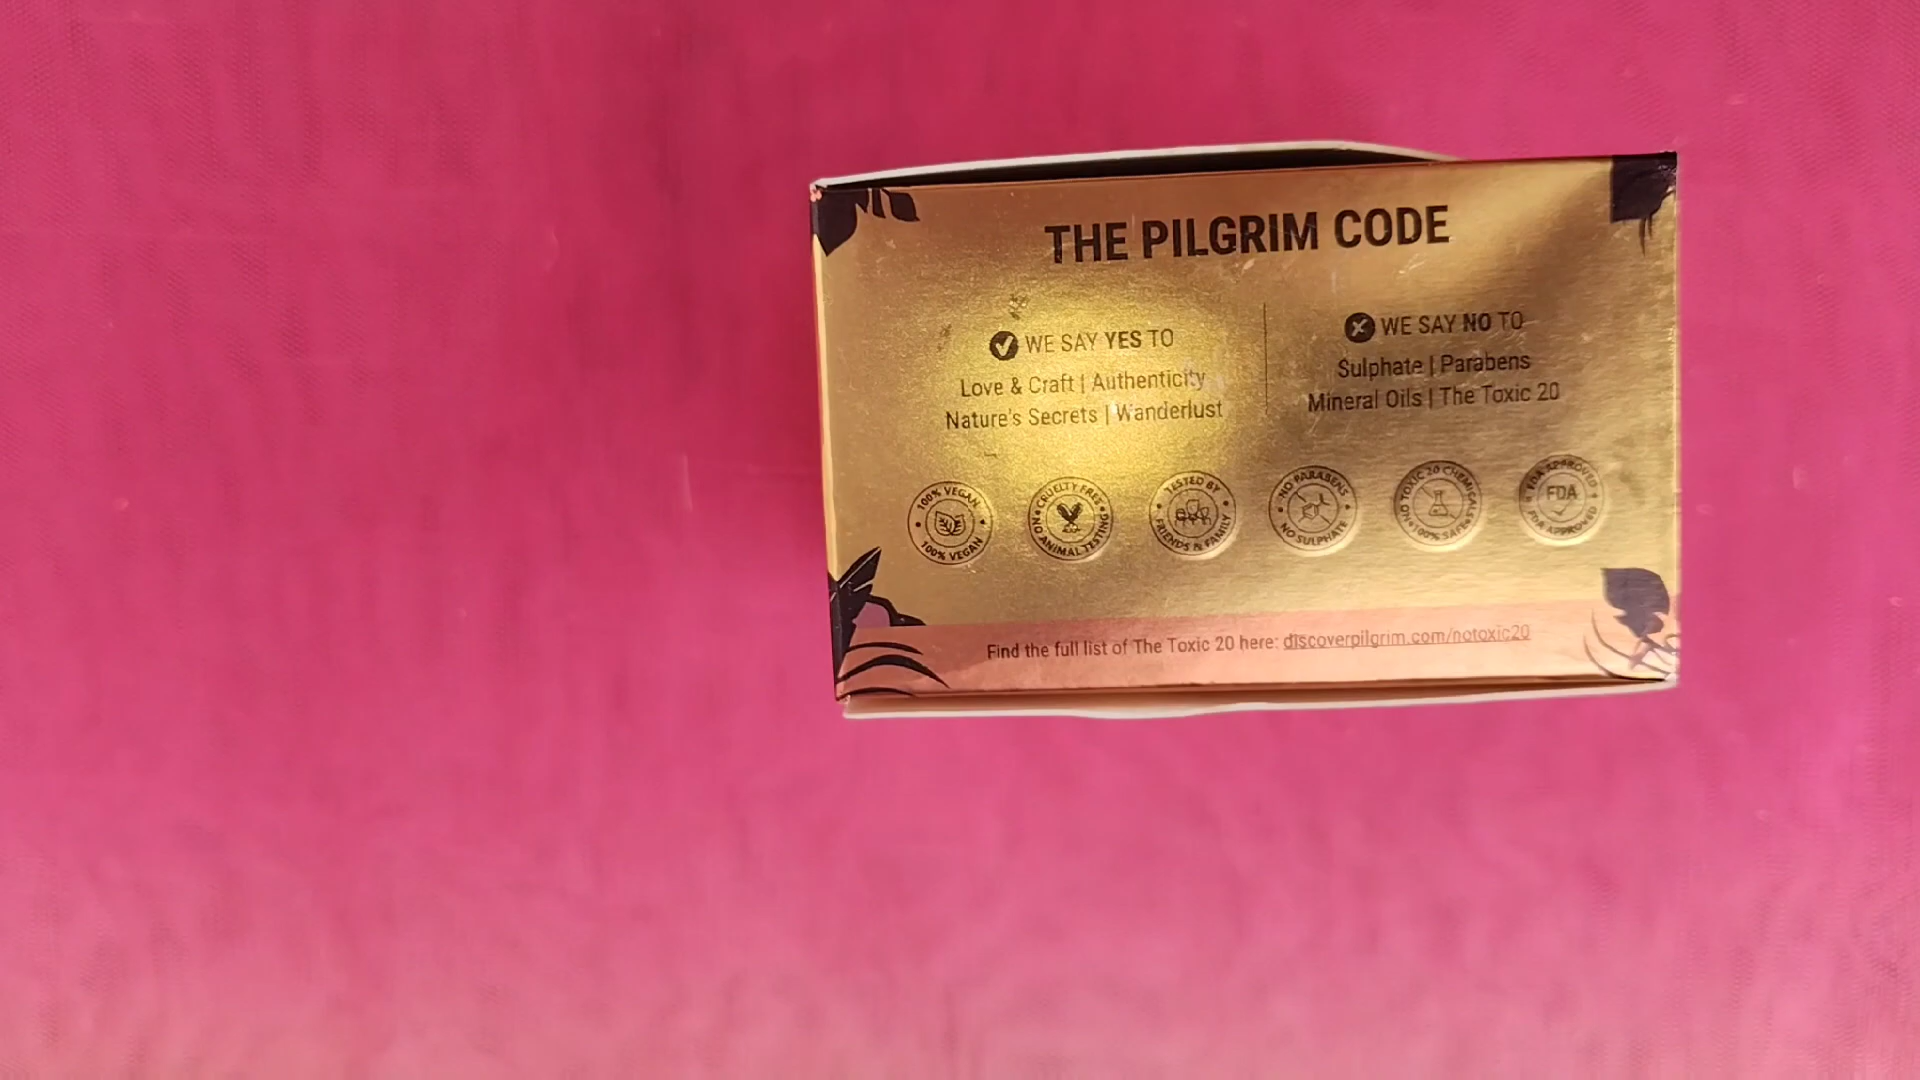 THE PILGRIM CODE
WE SAY YES TO
Love & Craft | Authenticity
Nature's Secrets | Wanderlust
WE SAY NO TO
Sulphate | Parabens
Mineral Oils | The Toxic 20
100% VEGAN
100% VEGAN
CRUELTY FREE
NO ANIMAL TESTING
TESTED BY
FRIENDS & FAMILY
NO PARABENS
NO SULPHATE
NO TOXIC 20 CHEMICALS
100% SAFE
FDA APPROVED
FDA
FDA APPROVED
Find the full list of The Toxic 20 here: discoverpilgrim.com/notoxic20